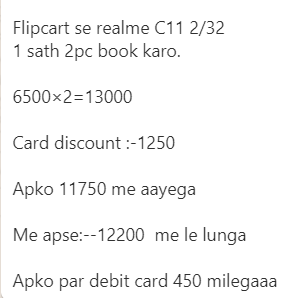 Flipcart se realme C11 2/32
1 sath 2pc book karo.
6500×2=13000
Card discount :-1250
Apko 11750 me aayega
Me apse:--12200 me le lunga
Apko par debit card 450 milegaaa